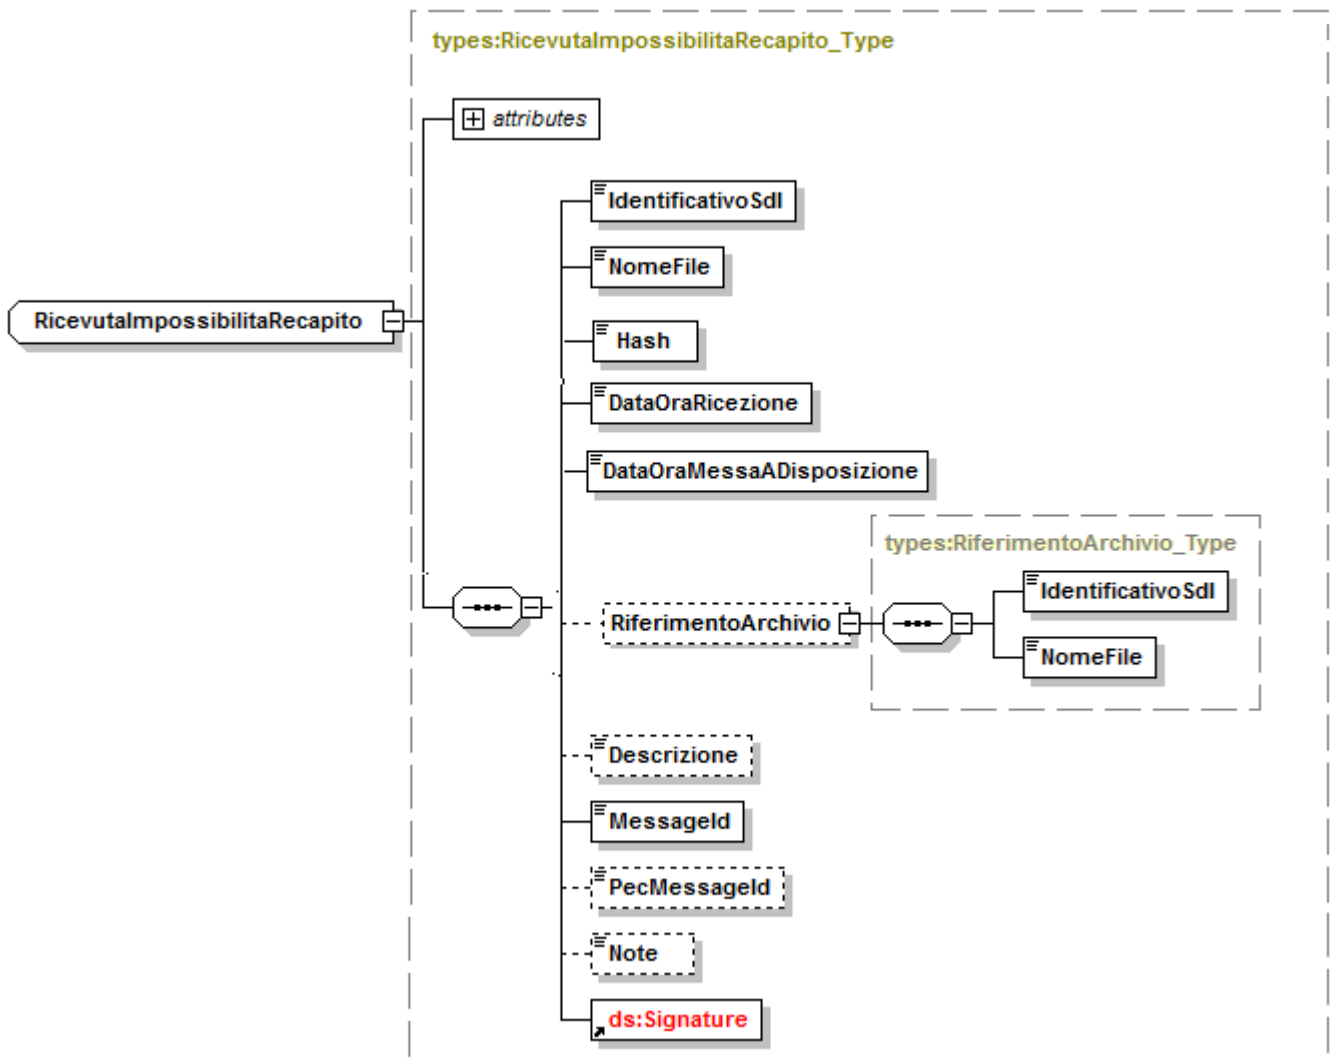 types:RicevutaImpossibilitaRecapito_Type
attributes
IdentificativoSdI
NomeFile
RicevutaImpossibilitaRecapito
Hash
DataOraRicezione
DataOraMessaADisposizione
types:RiferimentoArchivio_Type
IdentificativoSdI
RiferimentoArchivio
NomeFile
Descrizione
MessageId
PecMessageId
Note
ds:Signature